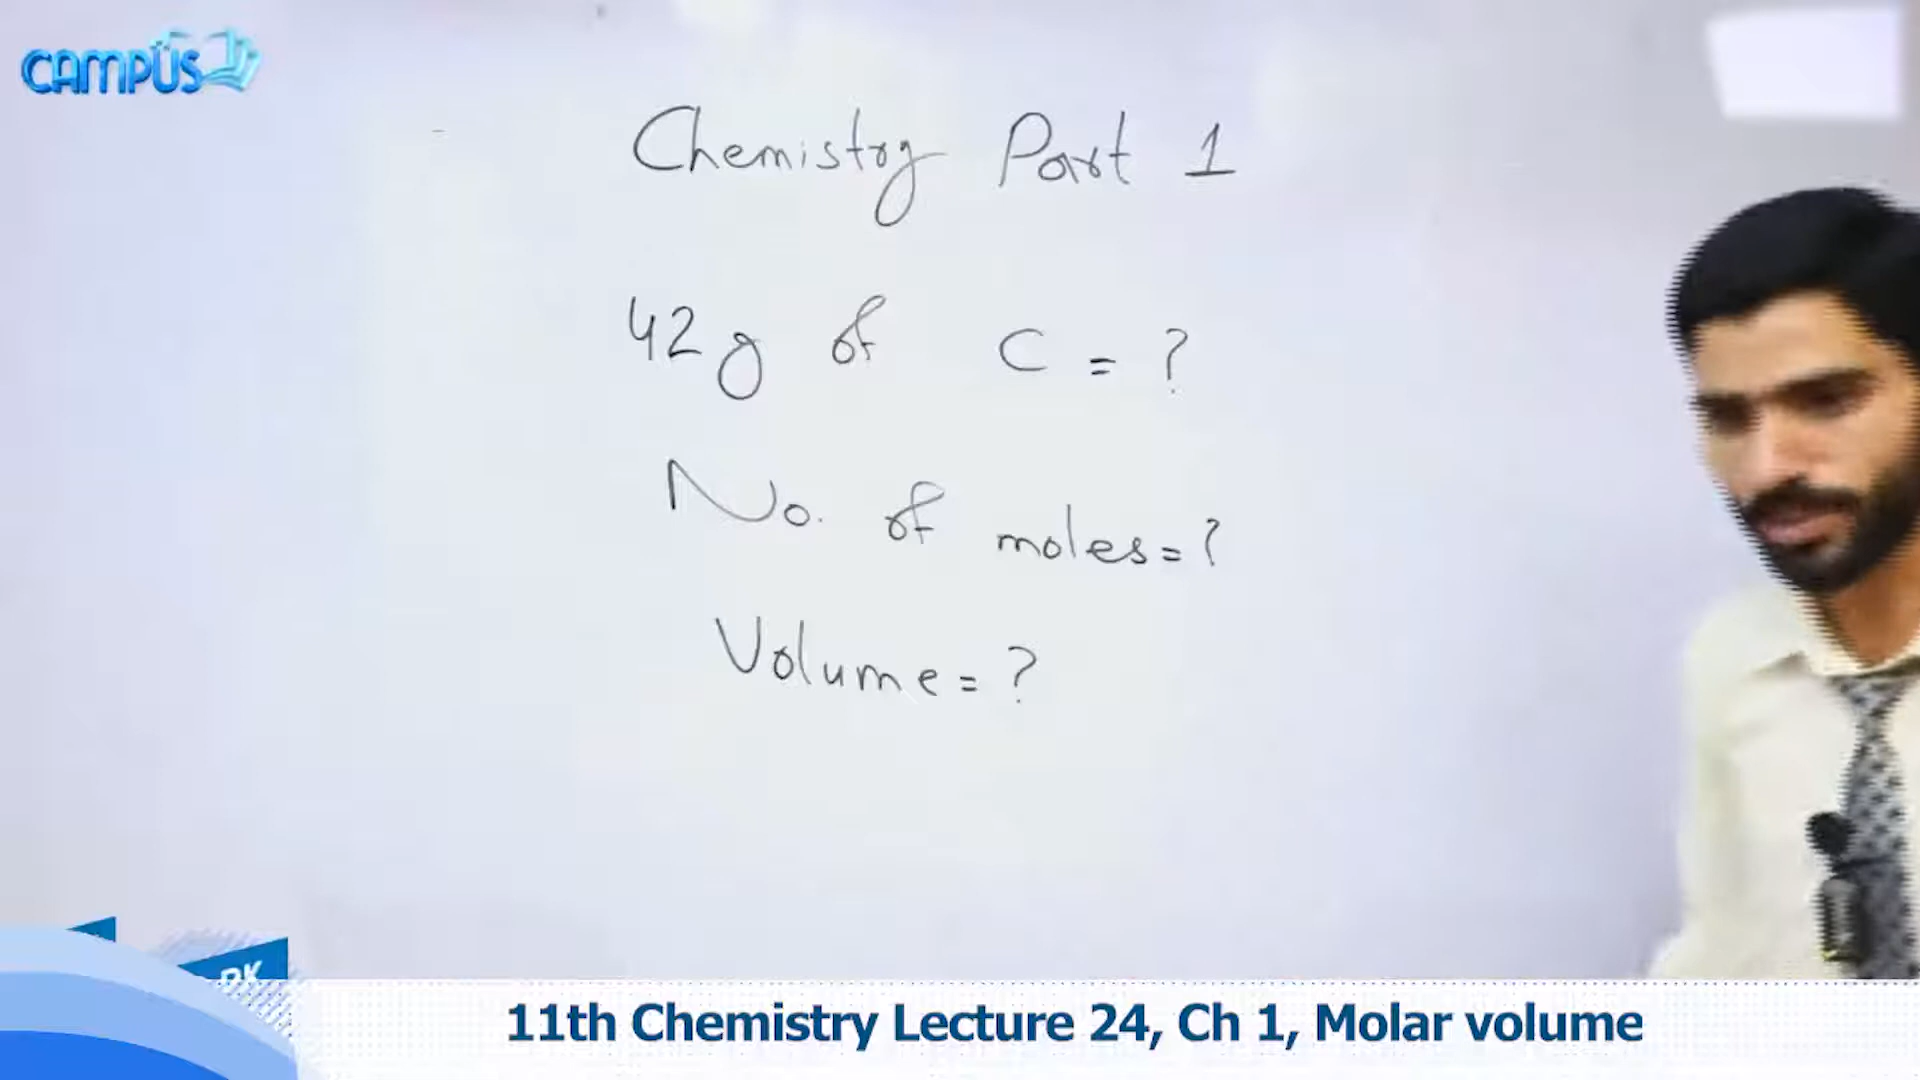 CAMPUS
Chemistry Part 1
42g of C = ?
No. of moles = ?
Volume = ?
11th Chemistry Lecture 24, Ch 1, Molar volume